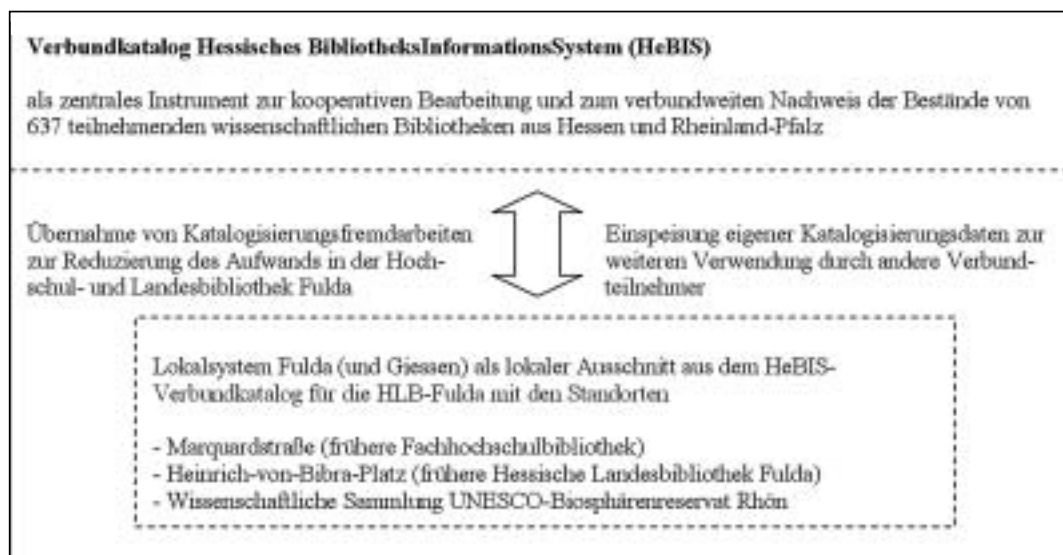 Verbundkatalog Hessisches BibliotheksInformationsSystem (HeBIS)
als zentrales Instrument zur kooperativen Bearbeitung und zum verbundweiten Nachweis der Bestände von
637 teilnehmenden wissenschaftlichen Bibliotheken aus Hessen und Rheinland-Pfalz
Übernahme von Katalogisierungsfremdarbeiten
zur Reduzierung des Aufwands in der Hoch-
schul- und Landesbibliothek Fulda
Einspeisung eigener Katalogisierungsdaten zur
weiteren Verwendung durch andere Verbund-
teilnehmer
Lokalsystem Fulda (und Giessen) als lokaler Ausschnitt aus dem HeBIS-
Verbundkatalog für die HLB-Fulda mit den Standorten
- Marquardstraße (frühere Fachhochschulbibliothek)
- Heinrich-von-Bibra-Platz (frühere Hessische Landesbibliothek Fulda)
- Wissenschaftliche Sammlung UNESCO-Biosphärenreservat Rhön